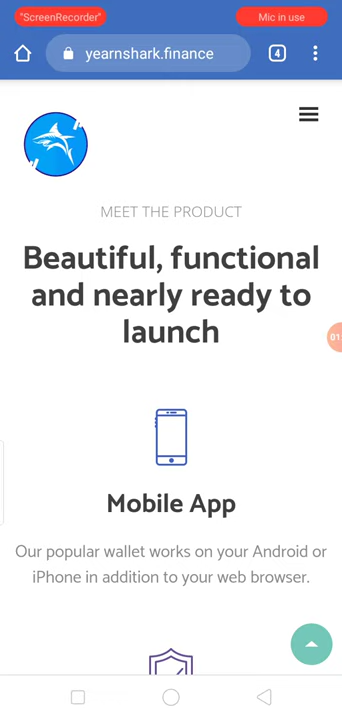 "ScreenRecorder"
Mic in use
yearnshark.finance
4
MEET THE PRODUCT
Beautiful, functional
and nearly ready to
launch
01:
Mobile App
Our popular wallet works on your Android or
iPhone in addition to your web browser.